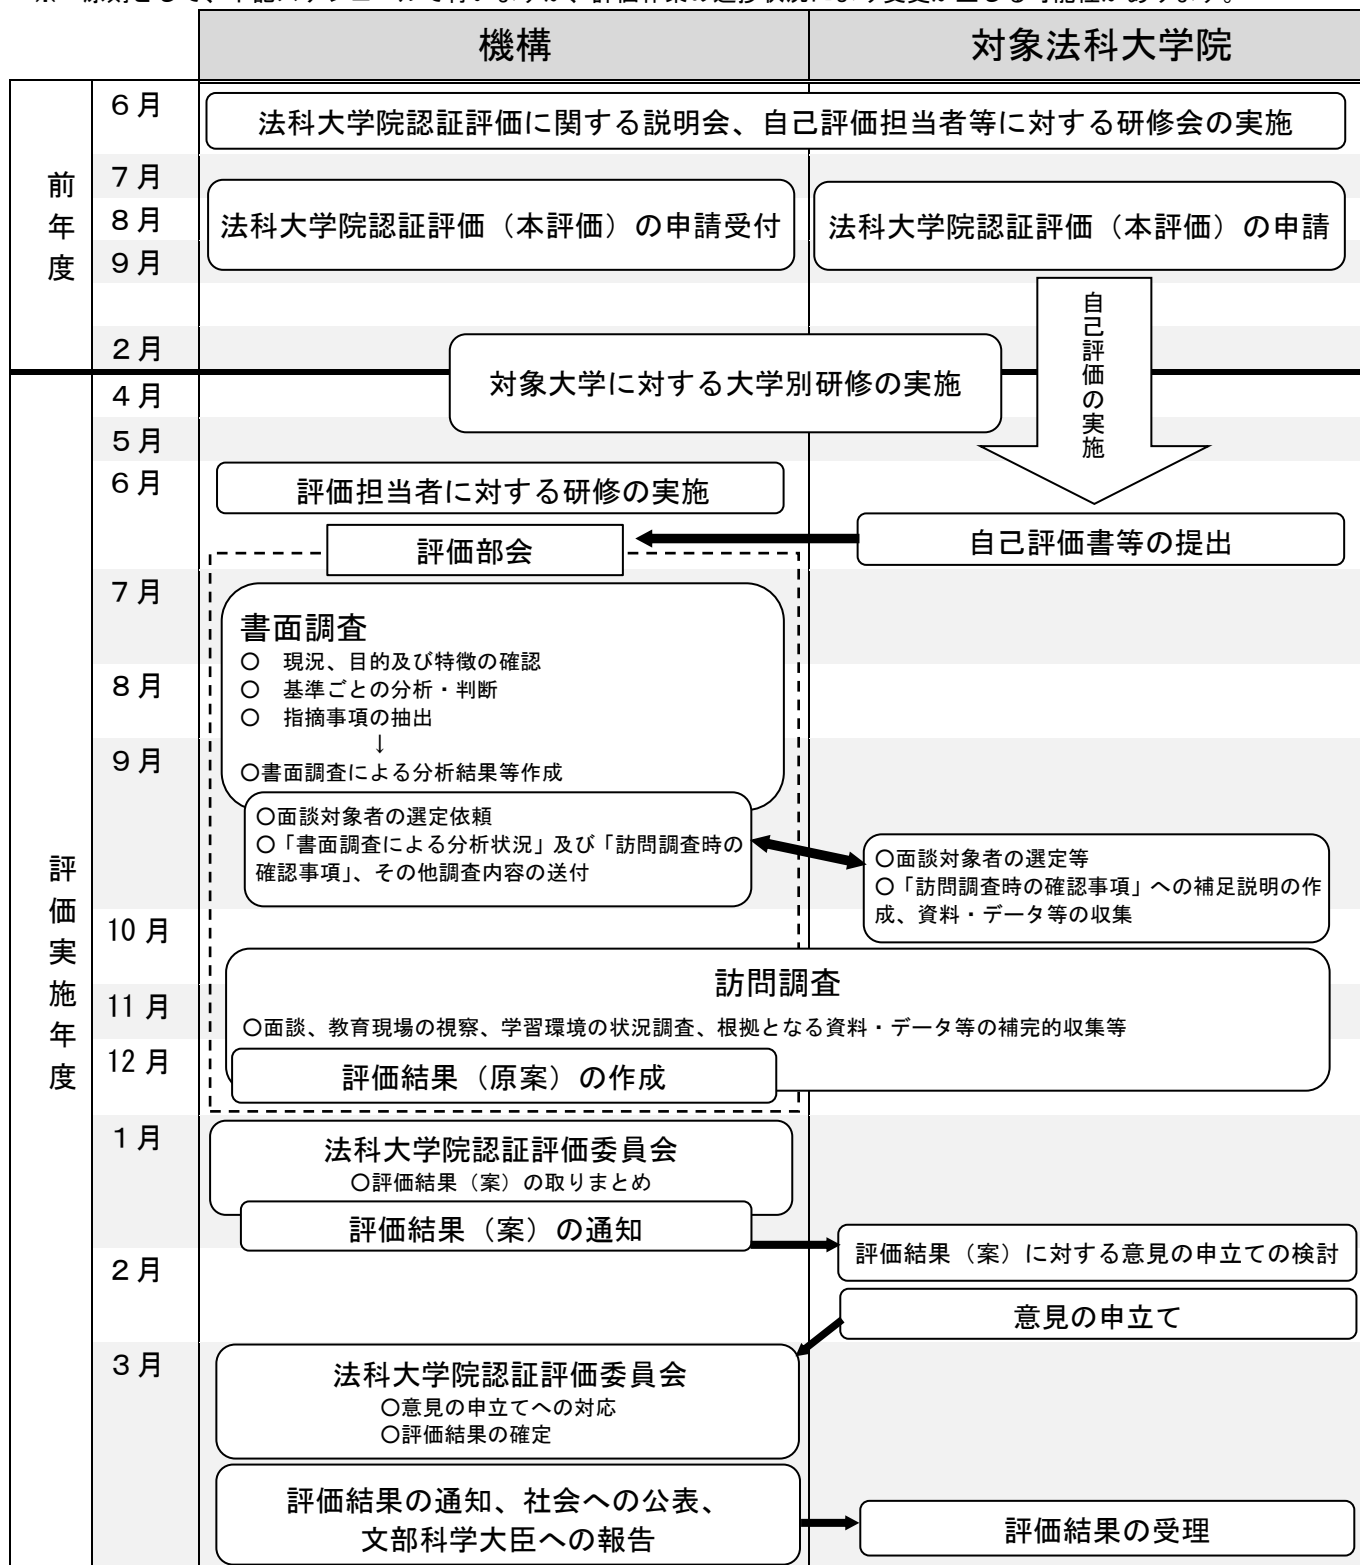 機構
対象法科大学院
前年度
6月
法科大学院認証評価に関する説明会、自己評価担当者等に対する研修会の実施
7月
8月
9月
法科大学院認証評価（本評価）の申請受付
法科大学院認証評価（本評価）の申請
自己評価の実施
2月
対象大学に対する大学別研修の実施
評価実施年度
4月
5月
6月
評価担当者に対する研修の実施
自己評価書等の提出
評価部会
7月
書面調査
○　現況、目的及び特徴の確認
8月
○　基準ごとの分析・判断
○　指摘事項の抽出
↓
9月
○書面調査による分析結果等作成
○面談対象者の選定依頼
○「書面調査による分析状況」及び「訪問調査時の
確認事項」、その他調査内容の送付
○面談対象者の選定等
○「訪問調査時の確認事項」への補足説明の作
成、資料・データ等の収集
10月
訪問調査
11月
○面談、教育現場の視察、学習環境の状況調査、根拠となる資料・データ等の補完的収集等
12月
評価結果（原案）の作成
1月
法科大学院認証評価委員会
○評価結果（案）の取りまとめ
評価結果（案）の通知
評価結果（案）に対する意見の申立ての検討
2月
意見の申立て
3月
法科大学院認証評価委員会
○意見の申立てへの対応
○評価結果の確定
評価結果の通知、社会への公表、
文部科学大臣への報告
評価結果の受理